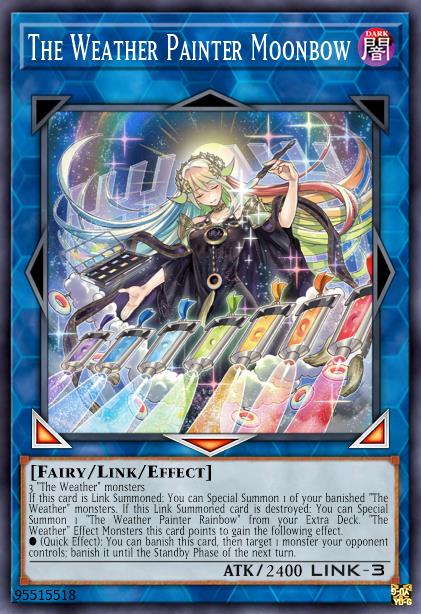 The Weather Painter Moonbow
DARK
闇
[Fairy/Link/Effect]
3 "The Weather" monsters
If this card is Link Summoned: You can Special Summon 1 of your banished "The
Weather" monsters. If this Link Summoned card is destroyed: You can Special
Summon 1 "The Weather Painter Rainbow" from your Extra Deck. "The
Weather" Effect Monsters this card points to gain the following effect.
● (Quick Effect): You can banish this card, then target 1 monster your opponent
controls; banish it until the Standby Phase of the next turn.
ATK/2400 LINK-3
95515518